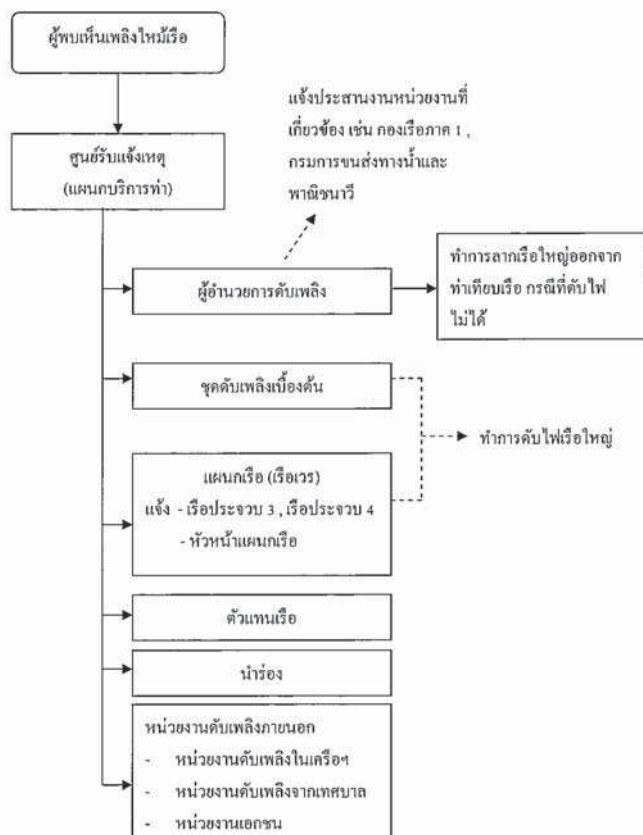 ผู้พบเห็นเพลิงไหม้เรือ
ศูนย์รับแจ้งเหตุ
(แผนกบริการท่า)
แจ้งประสานงานหน่วยงานที่
เกี่ยวข้อง เช่น กองเรือภาค 1 ,
กรมการขนส่งทางน้ำและ
พาณิชนาวี
ผู้อำนวยการดับเพลิง
ทำการลากเรือใหญ่ออกจาก
ท่าเทียบเรือ กรณีที่ดับไฟ
ไม่ได้
ชุดดับเพลิงเบื้องต้น
ทำการดับไฟเรือใหญ่
แผนกเรือ (เรือเวร)
แจ้ง - เรือประจวบ 3 , เรือประจวบ 4
- หัวหน้าแผนกเรือ
ตัวแทนเรือ
นำร่อง
หน่วยงานดับเพลิงภายนอก
- หน่วยงานดับเพลิงในเครือฯ
- หน่วยงานดับเพลิงจากเทศบาล
- หน่วยงานเอกชน